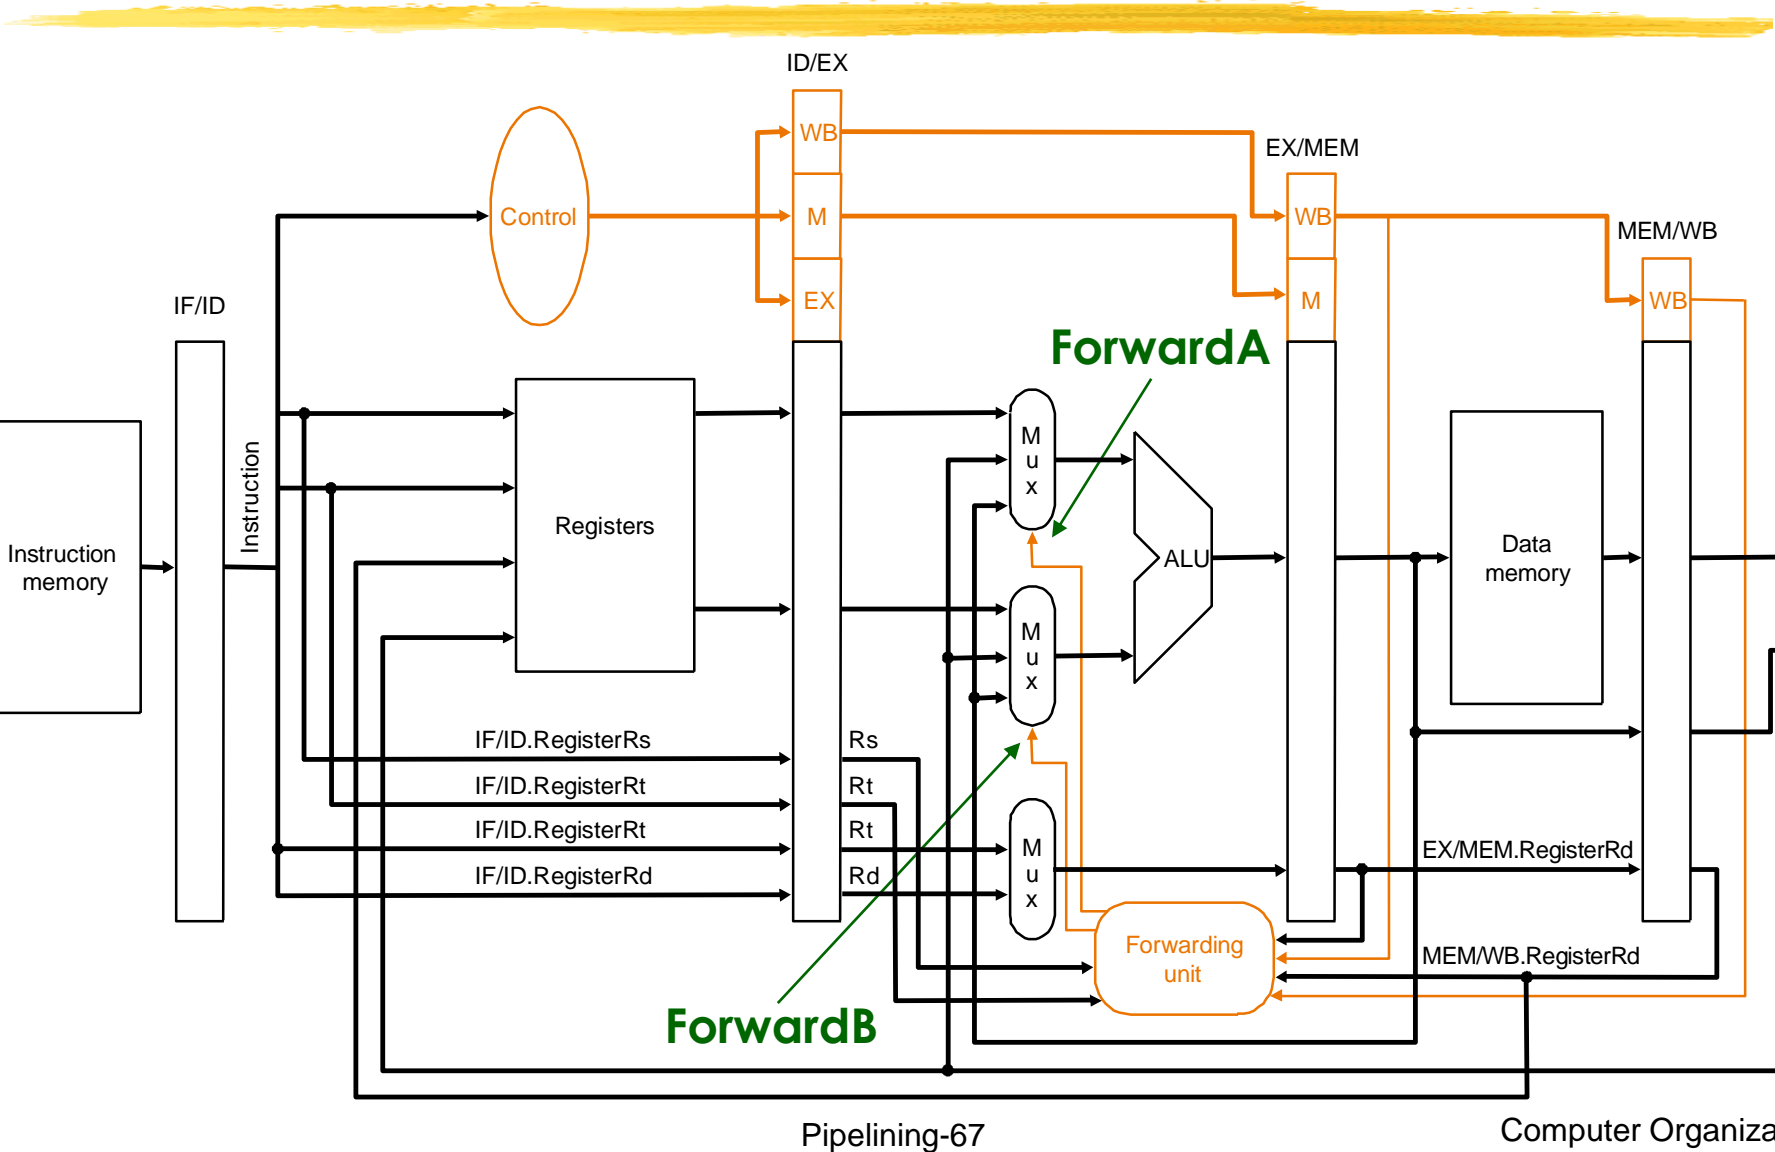 ID/EX
WB
EX/MEM
Control
M
WB
MEM/WB
IF/ID
EX
M
WB
ForwardA
M
u
x
Instruction
Registers
Instruction
memory
ALU
Data
memory
M
u
x
IF/ID.RegisterRs
Rs
IF/ID.RegisterRt
Rt
IF/ID.RegisterRt
Rt
IF/ID.RegisterRd
Rd
M
u
x
EX/MEM.RegisterRd
Forwarding
unit
MEM/WB.RegisterRd
ForwardB
Pipelining-67
Computer Organiza